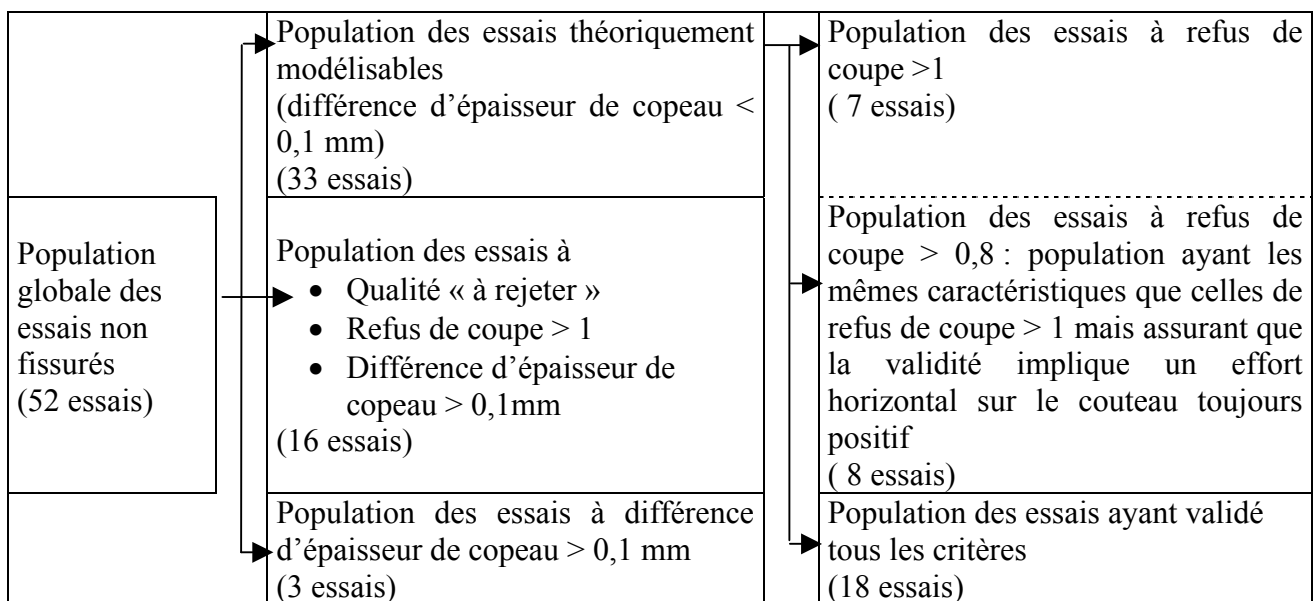 Population
globale des
essais non
fissurés
(52 essais)
Population des essais théoriquement
modélisables
(différence d’épaisseur de copeau <
0,1 mm)
(33 essais)
Population des essais à
• Qualité « à rejeter »
• Refus de coupe > 1
• Différence d’épaisseur de
copeau > 0,1mm
(16 essais)
Population des essais à différence
d’épaisseur de copeau > 0,1 mm
(3 essais)
Population des essais à refus de
coupe >1
( 7 essais)
Population des essais à refus de
coupe > 0,8 : population ayant les
mêmes caractéristiques que celles de
refus de coupe > 1 mais assurant que
la validité implique un effort
horizontal sur le couteau toujours
positif
( 8 essais)
Population des essais ayant validé
tous les critères
(18 essais)